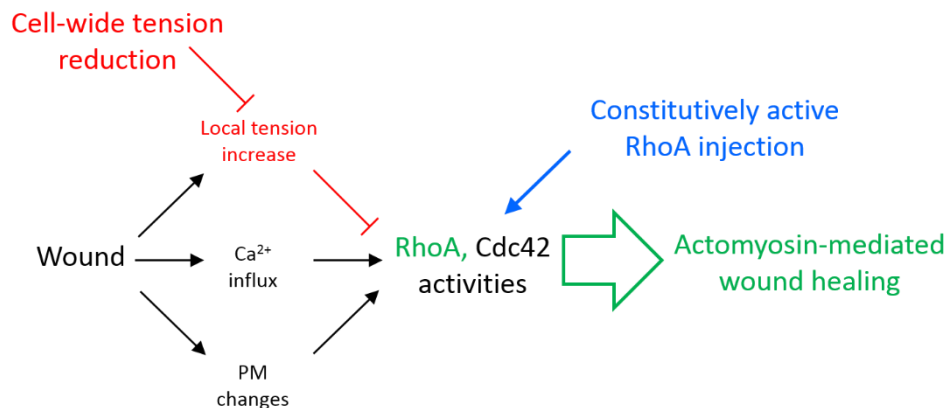 Cell-wide tension
reduction
Local tension
increase
Constitutively active
RhoA injection
Wound
Ca²⁺
influx
RhoA, Cdc42
activities
Actomyosin-mediated
wound healing
PM
changes